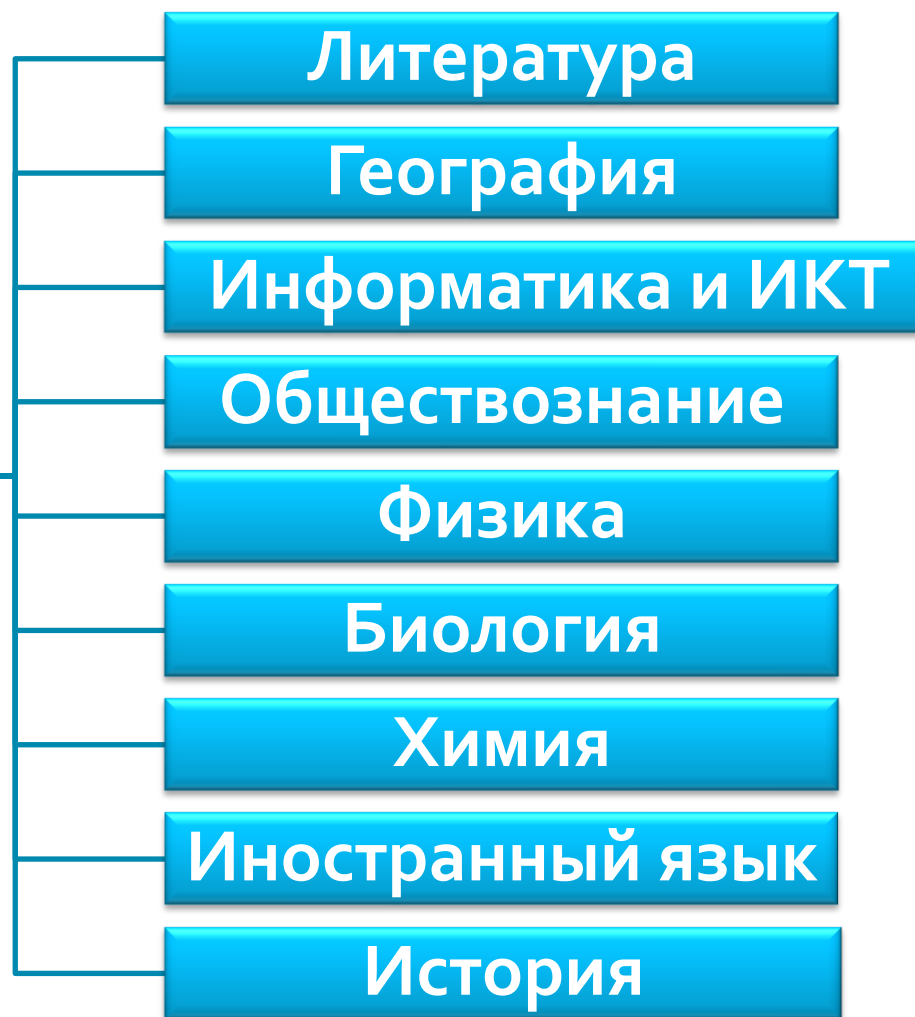 Литература
География
Информатика и ИКТ
Обществознание
Физика
Биология
Химия
Иностранный язык
История